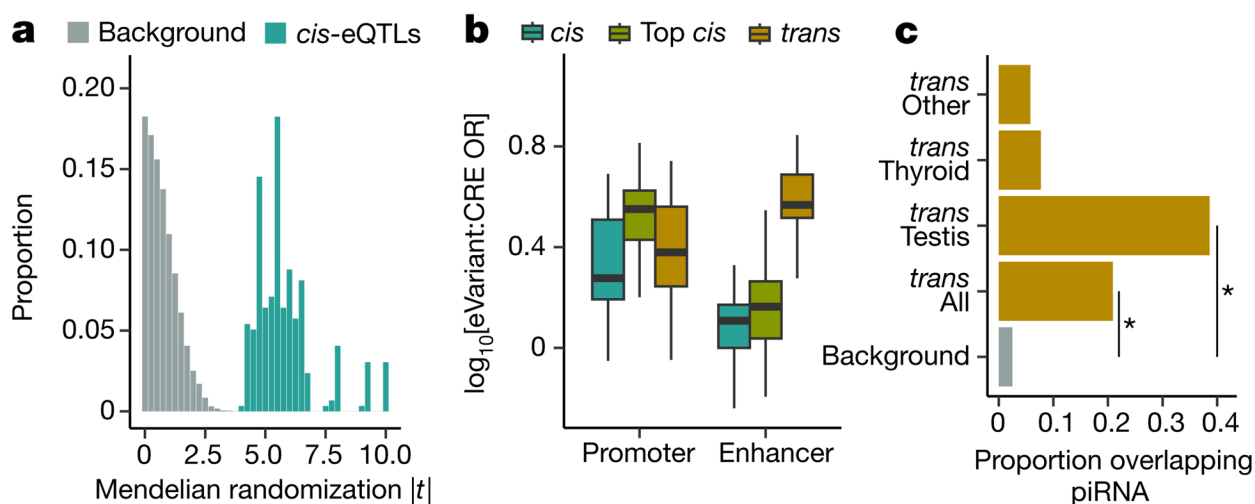 a
Background
cis-eQTLs
Proportion
0.20
0.15
0.10
0.05
0
0
2.5
5.0
7.5
10.0
Mendelian randomization |t|
b
cis
Top cis
trans
log10[eVariant:CRE OR]
0.8
0.4
0
Promoter
Enhancer
c
trans
Other
trans
Thyroid
trans
Testis
trans
All
Background
*
*
0
0.1
0.2
0.3
0.4
Proportion overlapping
piRNA